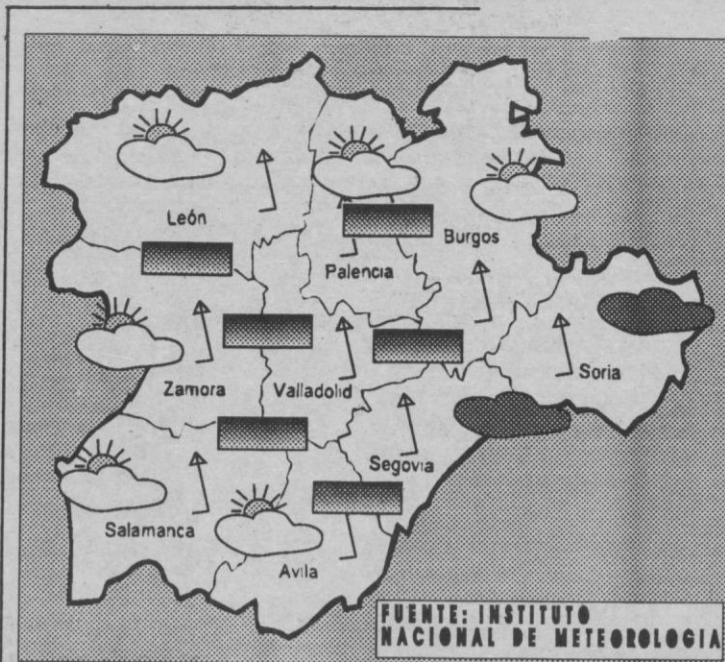 León
Burgos
Palencia
Soria
Zamora
Valladolid
Segovia
Salamanca
Avila
FUENTE: INSTITUTO
NACIONAL DE METEOROLOGIA